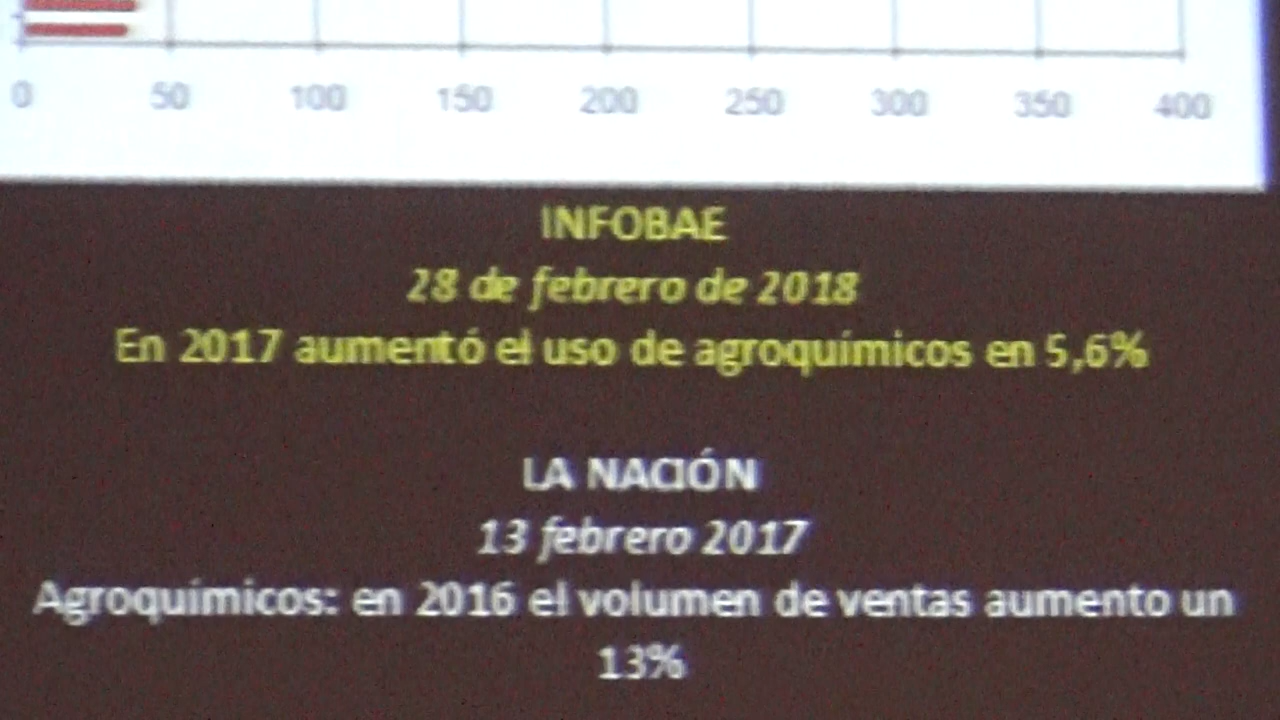 0 50 100 150 200 250 300 350 400
INFOBAE
28 de febrero de 2018
En 2017 aumentó el uso de agroquímicos en 5,6%
LA NACIÓN
13 febrero 2017
Agroquímicos: en 2016 el volumen de ventas aumento un
13%